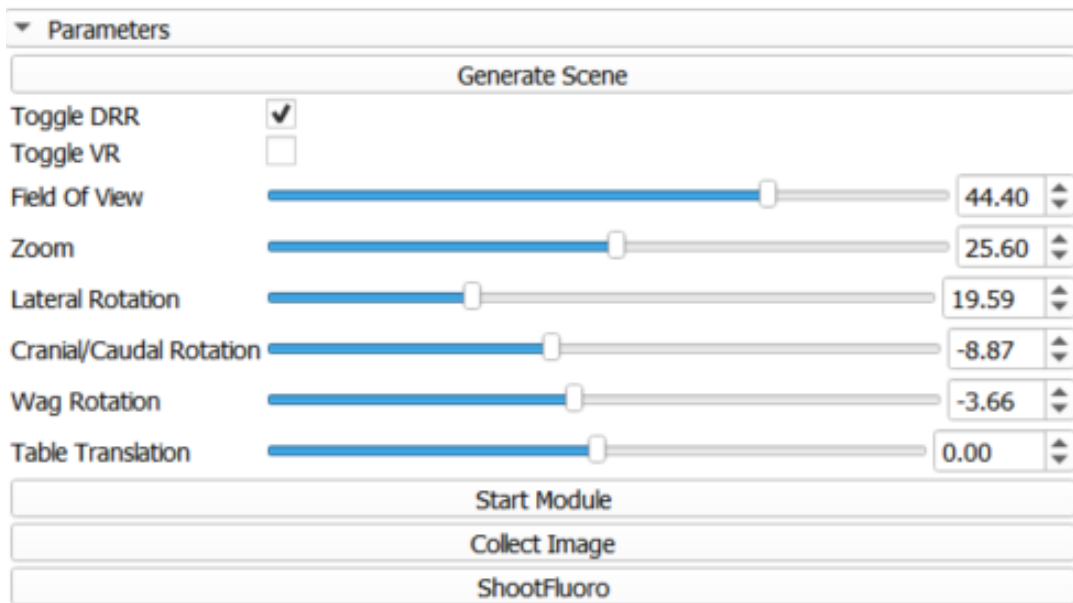 Parameters
Generate Scene
Toggle DRR
Toggle VR
Field Of View 44.40
Zoom 25.60
Lateral Rotation 19.59
Cranial/Caudal Rotation -8.87
Wag Rotation -3.66
Table Translation 0.00
Start Module
Collect Image
ShootFluoro